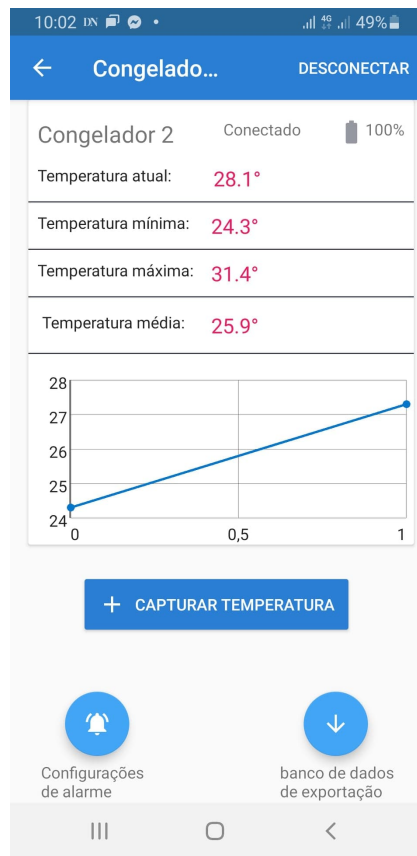 10:02 DN 4G 49%
Congelado... DESCONECTAR
Congelador 2 Conectado 100%
Temperatura atual: 28.1°
Temperatura mínima: 24.3°
Temperatura máxima: 31.4°
Temperatura média: 25.9°
28
27
26
25
24
0 0,5 1
+ CAPTURAR TEMPERATURA
Configurações
de alarme
banco de dados
de exportação